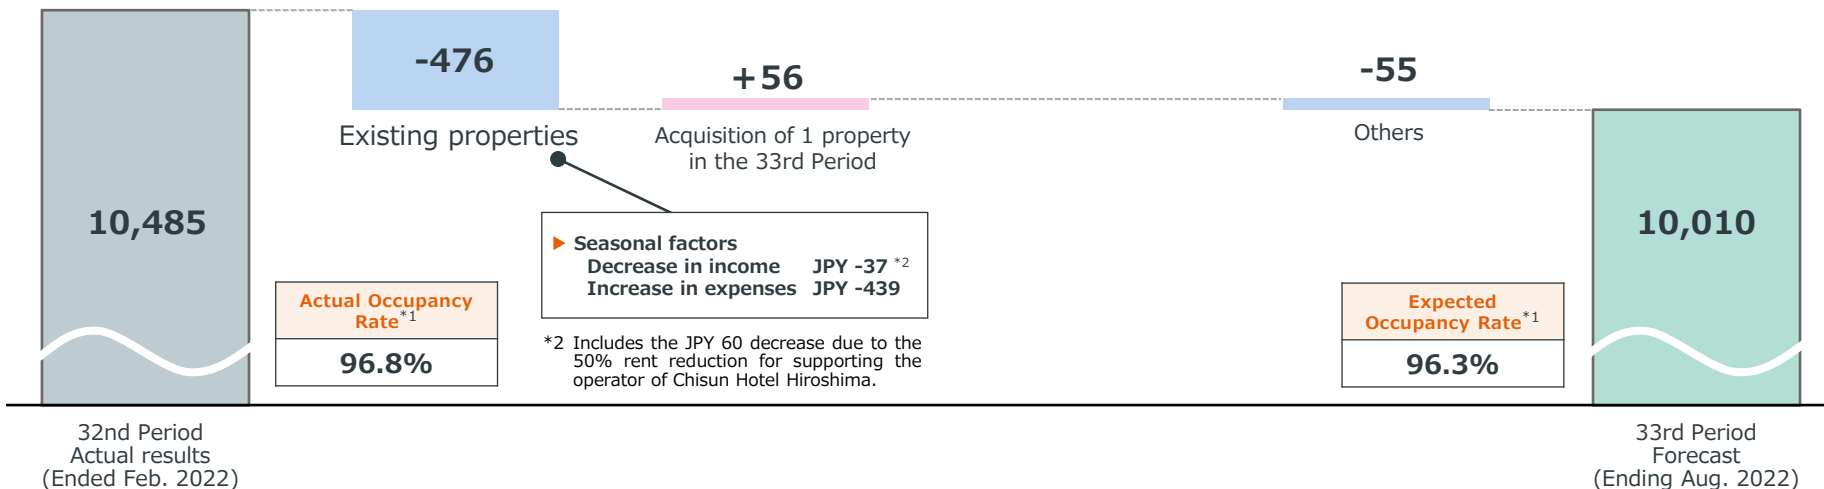 -476
+56
-55
Existing properties
Acquisition of 1 property
in the 33rd Period
Others
10,485
10,010
▶ Seasonal factors
Decrease in income JPY -37 *2
Increase in expenses JPY -439
Actual Occupancy
Rate*1
96.8%
*2 Includes the JPY 60 decrease due to the
50% rent reduction for supporting the
operator of Chisun Hotel Hiroshima.
Expected
Occupancy Rate*1
96.3%
32nd Period
Actual results
(Ended Feb. 2022)
33rd Period
Forecast
(Ending Aug. 2022)